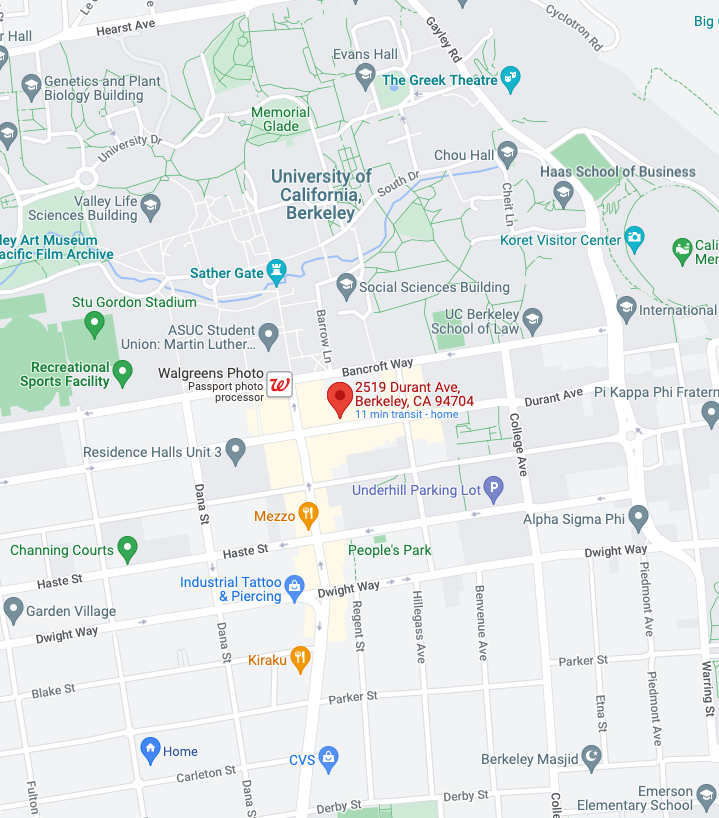 r Hall
Hearst Ave
Le
Gayley Rd
Cyclotron Rd
Big
Evans Hall
The Greek Theatre
Genetics and Plant
Biology Building
Memorial
Glade
University Dr
University of
California,
Berkeley
South Dr
Chou Hall
Cheit Ln
Haas School of Business
Valley Life
Sciences Building
ley Art Museum
acific Film Archive
Koret Visitor Center
Cali
Mer
Sather Gate
Social Sciences Building
Stu Gordon Stadium
Barrow Ln
UC Berkeley
School of Law
International
ASUC Student
Union: Martin Luther...
Recreational
Sports Facility
Walgreens Photo
Passport photo
processor
Bancroft Way
2519 Durant Ave,
Berkeley, CA 94704
11 min transit - home
Durant Ave
Pi Kappa Phi Fratern
College Ave
Residence Halls Unit 3
Dana St
Underhill Parking Lot
P
Mezzo
Alpha Sigma Phi
Channing Courts
Haste St
People's Park
Dwight Way
Haste St
Industrial Tattoo
& Piercing
Dwight Way
Garden Village
Dwight Way
Dana St
Regent St
Hillegass Ave
Benvenue Ave
Piedmont Ave
Kiraku
Parker St
Blake St
Parker St
Etna St
Piedmont Ave
Warring St
Home
CVS
Berkeley Masjid
Carleton St
Fulton
Dana St
Derby St
Derby St
Colle
Emerson
Elementary School